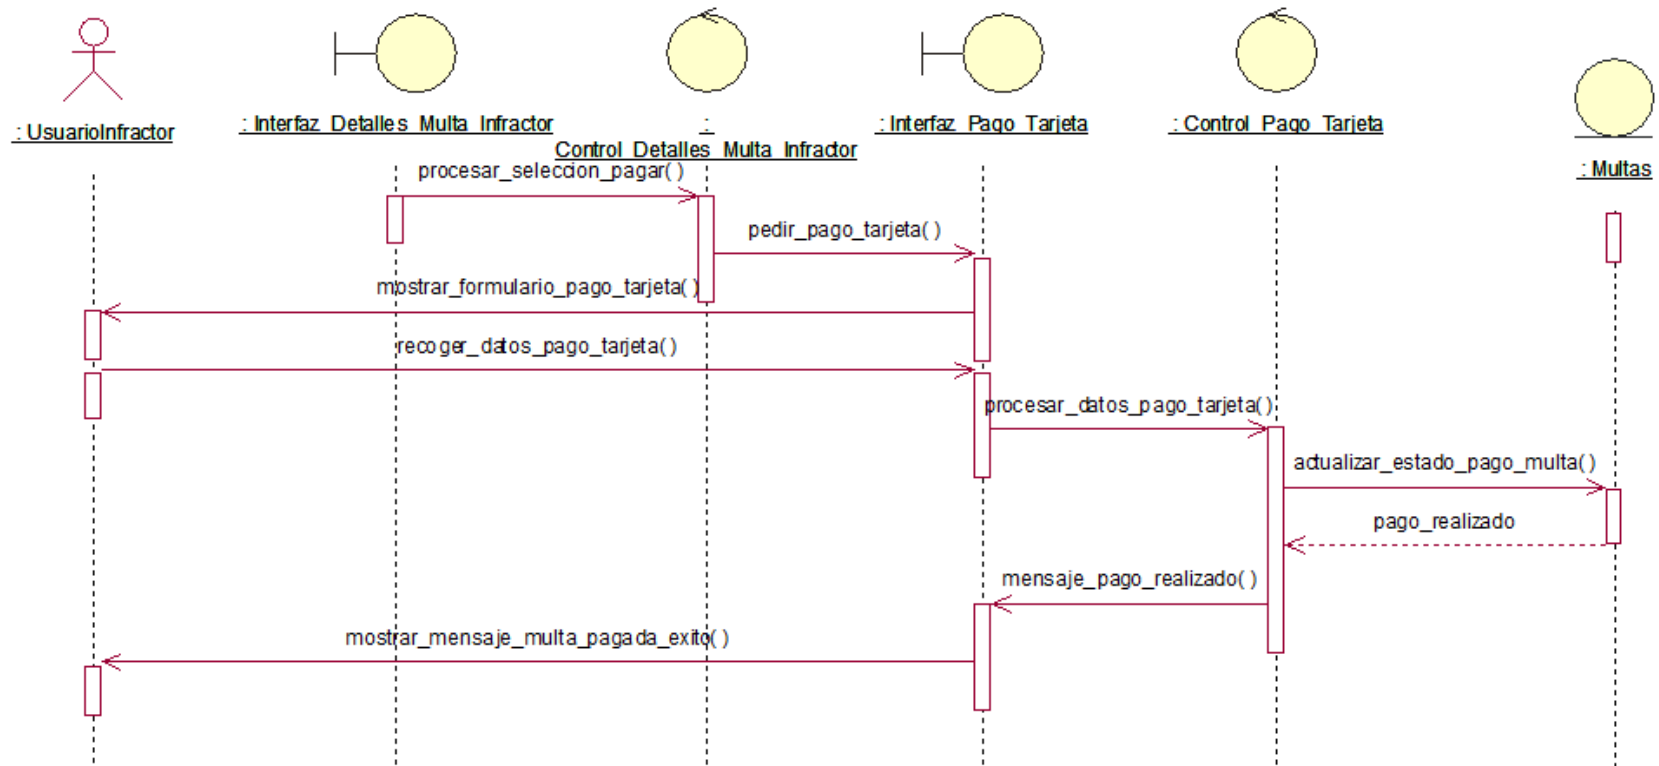 : UsuarioInfractor
: Interfaz_Detalles_Multa_Infractor
:
Control_Detalles_Multa_Infractor
: Interfaz_Pago_Tarjeta
: Control_Pago_Tarjeta
: Multas
procesar_seleccion_pagar( )
pedir_pago_tarjeta( )
mostrar_formulario_pago_tarjeta( )
recoger_datos_pago_tarjeta( )
procesar_datos_pago_tarjeta( )
actualizar_estado_pago_multa( )
pago_realizado
mensaje_pago_realizado( )
mostrar_mensaje_multa_pagada_exito( )